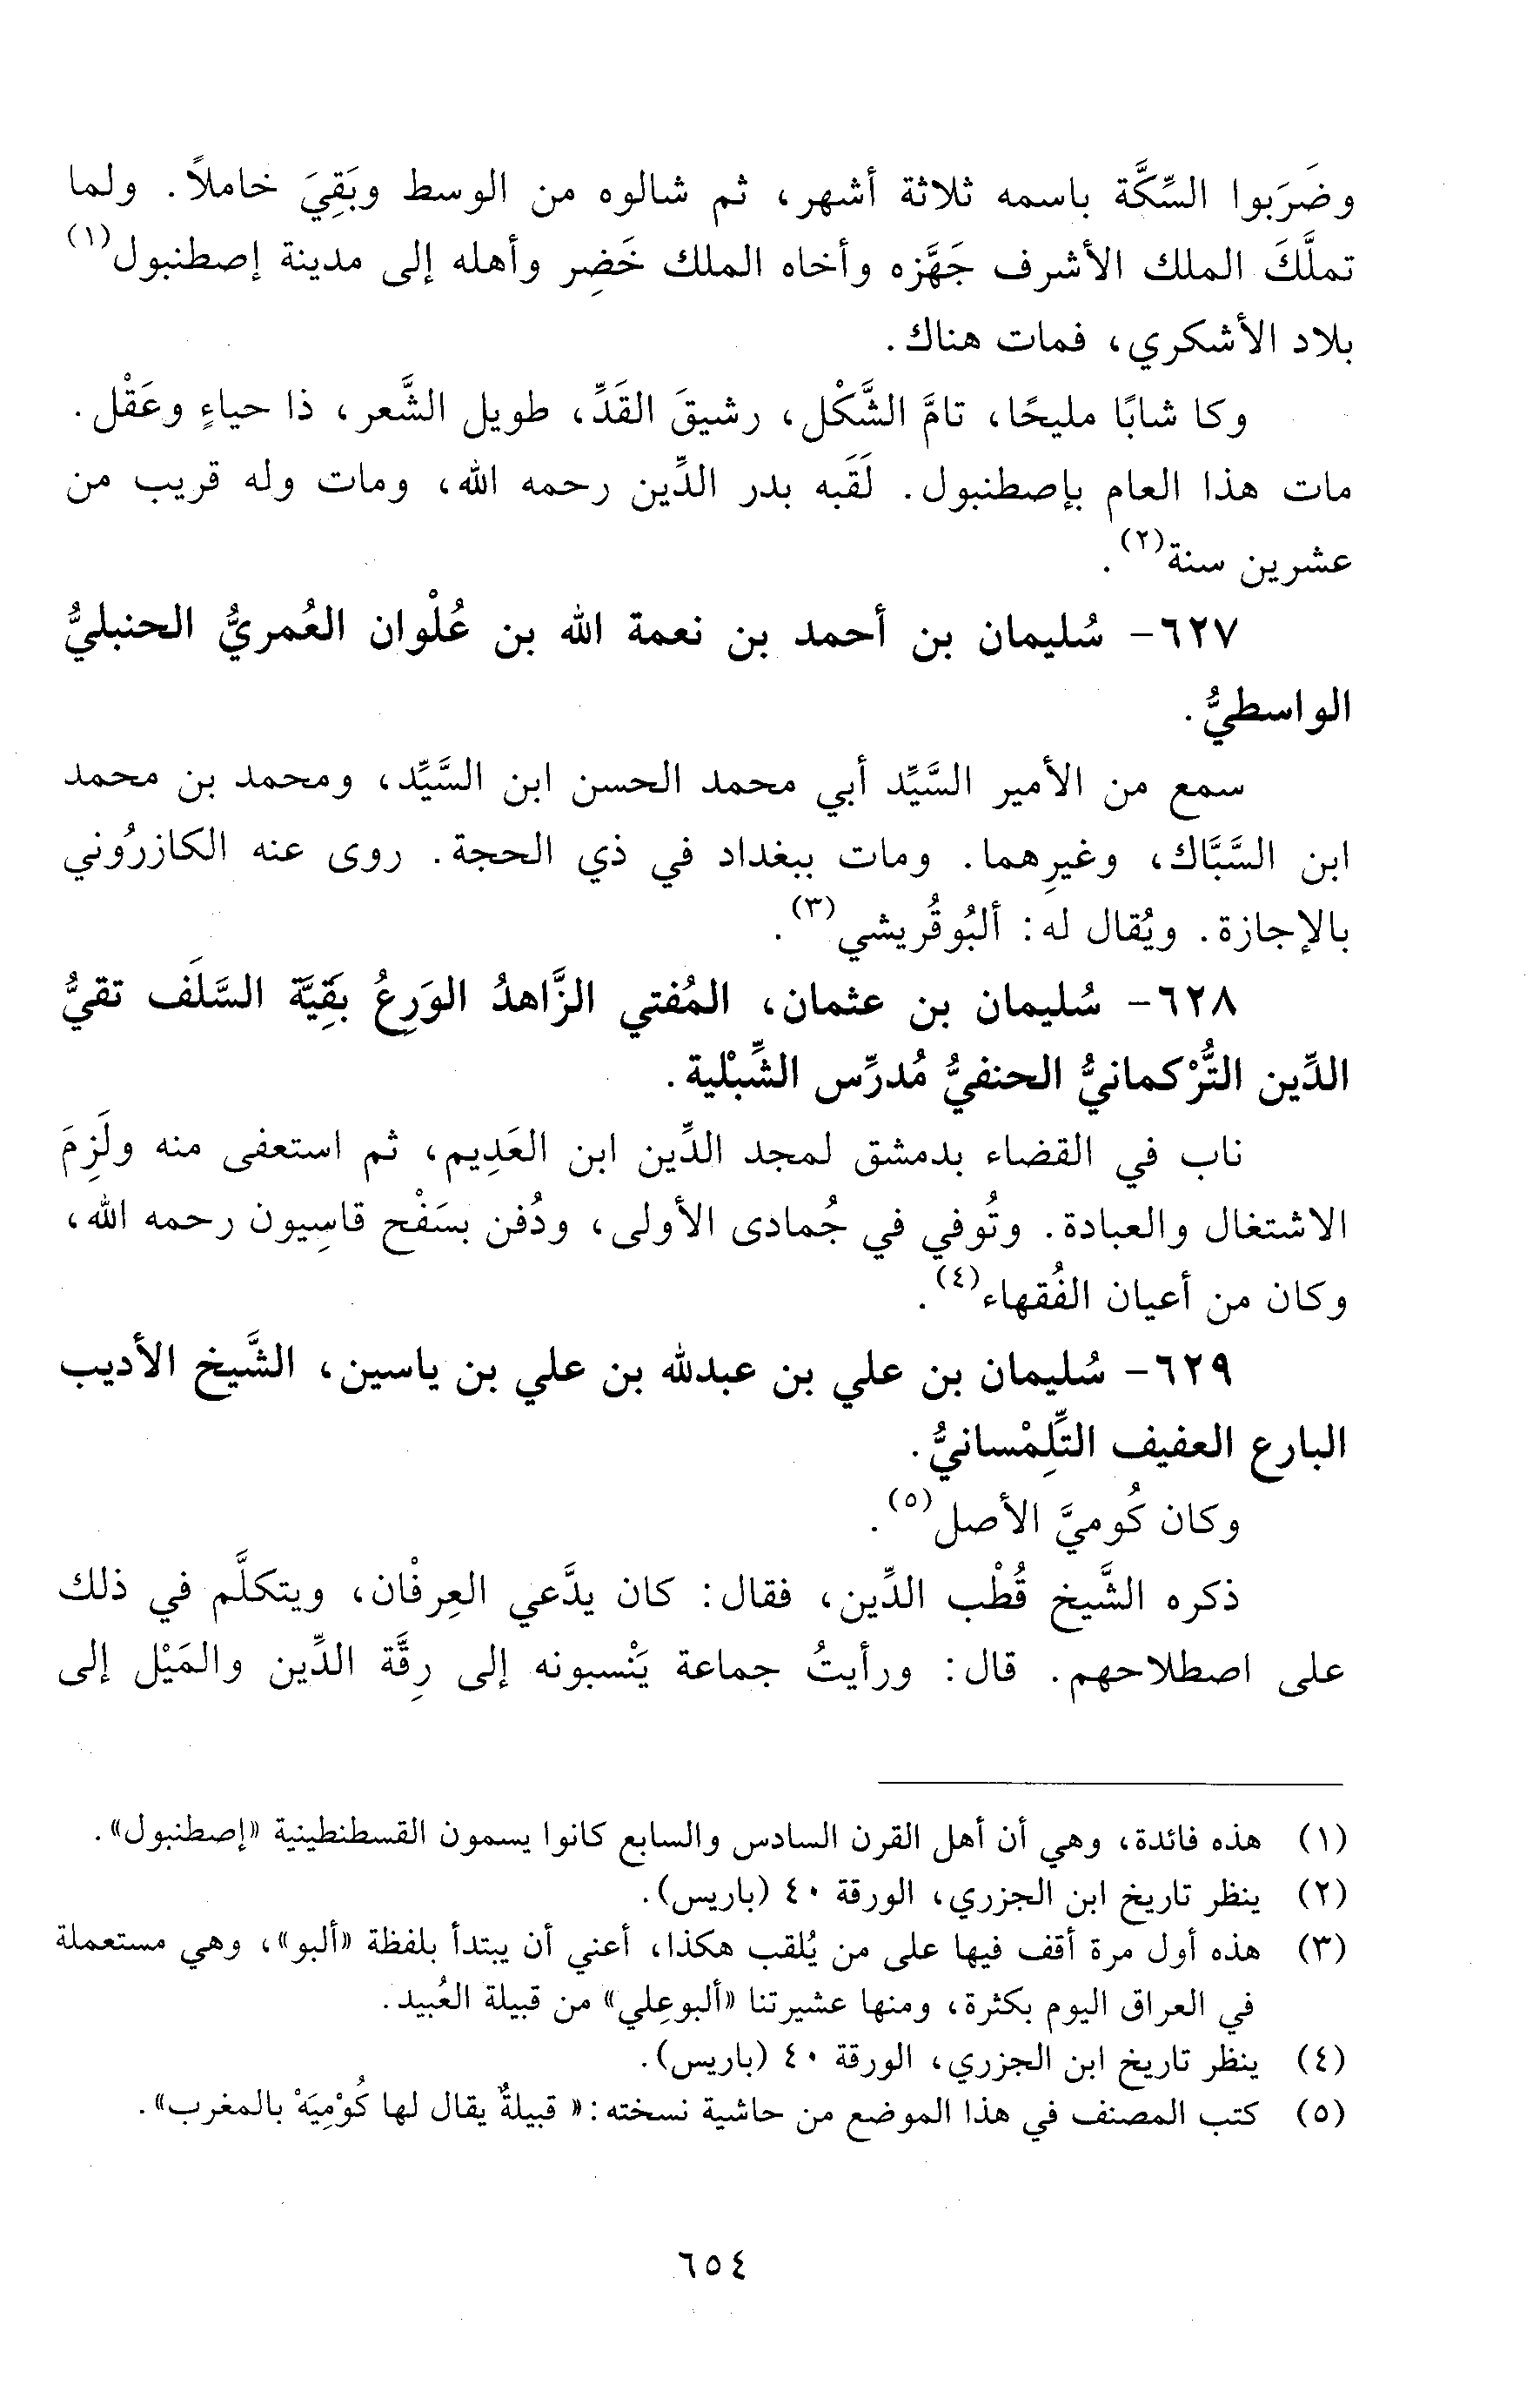 وضَرَبوا السِّكَّة باسمه ثلاثة أشهر، ثم شالوه من الوسط وبَقِيَ خاملاً. ولما
تملَّكَ الملك الأشرف جَهَّزه وأخاه الملك خَضِر وأهله إلى مدينة إصطنبول(١)
بلاد الأشكري، فمات هناك.
وكا شابًا مليحًا، تامَّ الشَّكْل، رشيقَ القَدِّ، طويل الشَّعر، ذا حياءٍ وعَقْل.
مات هذا العام بإصطنبول. لَقَبه بدر الدِّين رحمه الله، ومات وله قريب من
عشرين سنة(٢).
٦٢٧- سُليمان بن أحمد بن نعمة الله بن عُلْوان العُمريُّ الحنبليُّ
الواسطيُّ.
سمع من الأمير السَّيِّد أبي محمد الحسن ابن السَّيِّد، ومحمد بن محمد
ابن السَّبَّاك، وغيرِهما. ومات ببغداد في ذي الحجة. روى عنه الكازرُوني
بالإجازة. ويُقال له: ألبُوقُريشي(٣).
٦٢٨- سُليمان بن عثمان، المُفتي الزَّاهدُ الوَرِعُ بَقِيَّة السَّلَف تقيُّ
الدِّين التُّرْكمانيُّ الحنفيُّ مُدرِّس الشِّبْلية.
ناب في القضاء بدمشق لمجد الدِّين ابن العَدِيم، ثم استعفى منه ولَزِمَ
الاشتغال والعبادة. وتُوفي في جُمادى الأولى، ودُفن بسَفْح قاسِيون رحمه الله،
وكان من أعيان الفُقهاء(٤).
٦٢٩- سُليمان بن علي بن عبدلله بن علي بن ياسين، الشَّيخ الأديب
البارع العفيف التِّلِمْسانيُّ.
وكان كُوميَّ الأصل(٥).
ذكره الشَّيخ قُطْب الدِّين، فقال: كان يدَّعي العِرفْان، ويتكلَّم في ذلك
على اصطلاحهم. قال: ورأيتُ جماعة يَنْسبونه إلى رِقَّة الدِّين والمَيْل إلى
(١) هذه فائدة، وهي أن أهل القرن السادس والسابع كانوا يسمون القسطنطينية «إصطنبول».
(٢) ينظر تاريخ ابن الجزري، الورقة ٤٠ (باريس).
(٣) هذه أول مرة أقف فيها على من يُلقب هكذا، أعني أن يبتدأ بلفظة «ألبو»، وهي مستعملة
في العراق اليوم بكثرة، ومنها عشيرتنا «ألبوعِلي» من قبيلة العُبيد.
(٤) ينظر تاريخ ابن الجزري، الورقة ٤٠ (باريس).
(٥) كتب المصنف في هذا الموضع من حاشية نسخته: « قبيلةٌ يقال لها كُوْمِيَهْ بالمغرب».
٦٥٤